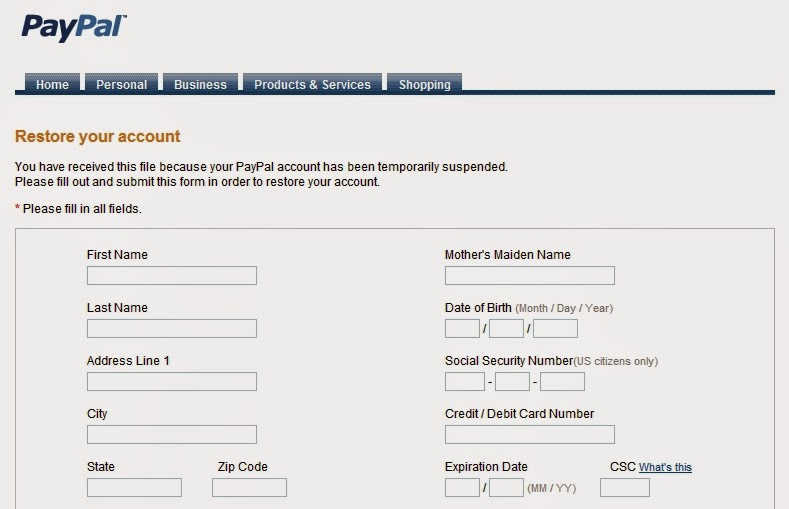 PayPal™
Home Personal Business Products & Services Shopping
Restore your account
You have received this file because your PayPal account has been temporarily suspended.
Please fill out and submit this form in order to restore your account.
* Please fill in all fields.
First Name
Mother's Maiden Name
Last Name
Date of Birth (Month / Day / Year)
/ /
Address Line 1
Social Security Number(US citizens only)
- -
City
Credit / Debit Card Number
State Zip Code
Expiration Date CSC What's this
/ (MM / YY)